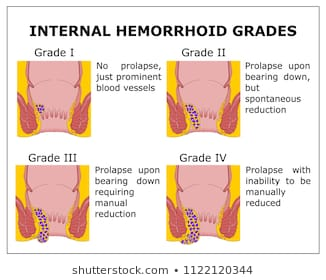 INTERNAL HEMORRHOID GRADES
Grade I
No prolapse,
just prominent
blood vessels
Grade II
Prolapse upon
bearing down,
but
spontaneous
reduction
Grade III
Prolapse upon
bearing down
requiring
manual
reduction
Grade IV
Prolapse with
inability to be
manually
reduced
shutterstock.com • 1122120344